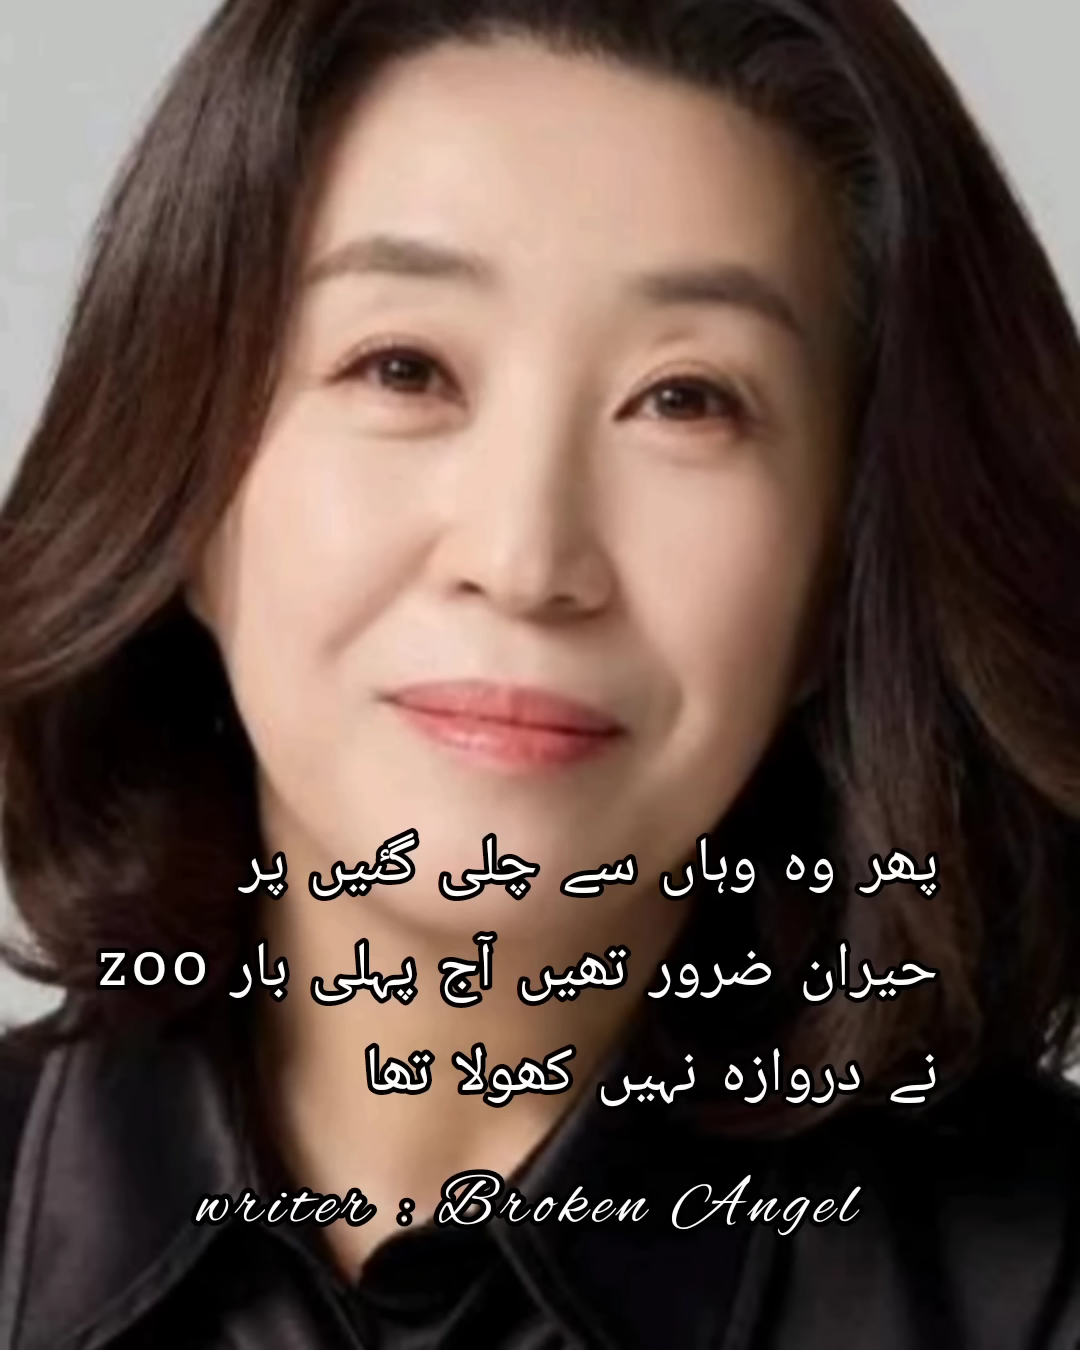 پھر وہ وہاں سے چلی گئیں پر
حیران ضرور تھیں آج پہلی بار zoo
نے دروازہ نہیں کھولا تھا
writer : Broken Angel